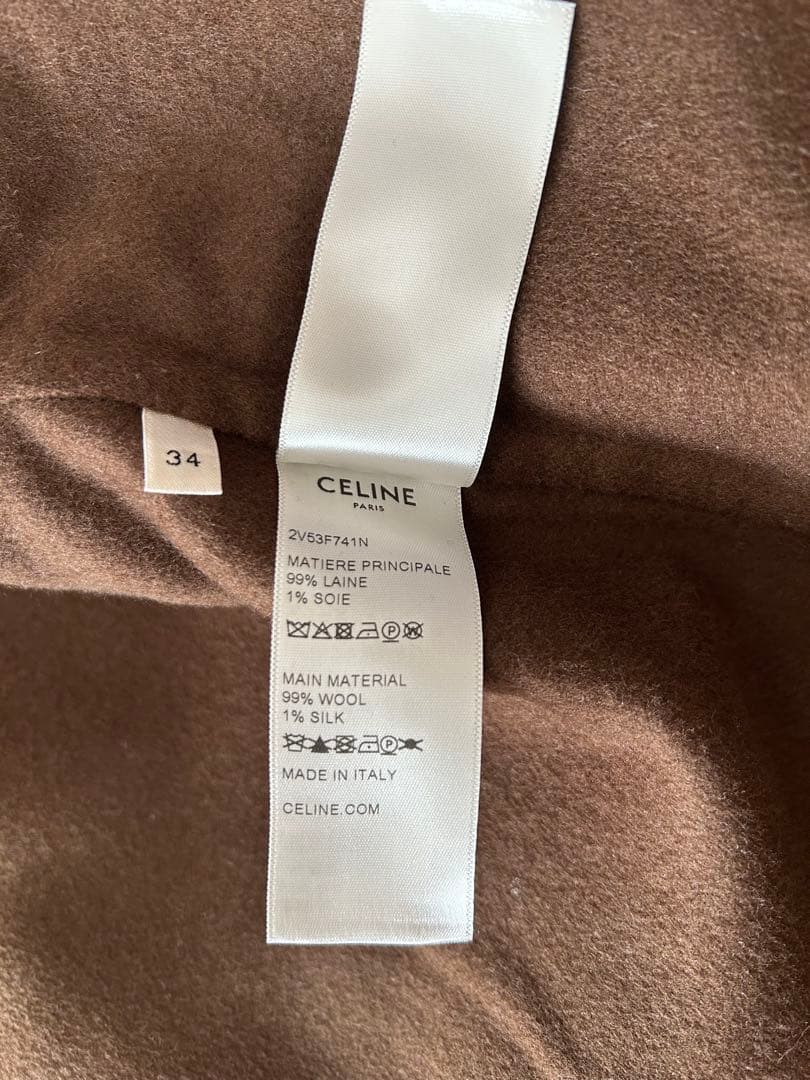 34
CELINE
PARIS
2V53F741N
MATIERE PRINCIPALE
99% LAINE
1% SOIE
MAIN MATERIAL
99% WOOL
1% SILK
MADE IN ITALY
CELINE.COM